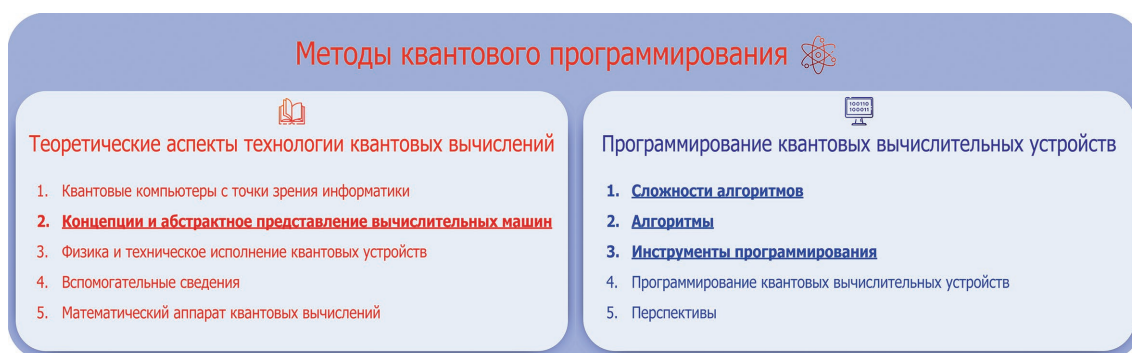 Методы квантового программирования
100110
100011
Теоретические аспекты технологии квантовых вычислений
1. Квантовые компьютеры с точки зрения информатики
2. Концепции и абстрактное представление вычислительных машин
3. Физика и техническое исполнение квантовых устройств
4. Вспомогательные сведения
5. Математический аппарат квантовых вычислений
Программирование квантовых вычислительных устройств
1. Сложности алгоритмов
2. Алгоритмы
3. Инструменты программирования
4. Программирование квантовых вычислительных устройств
5. Перспективы